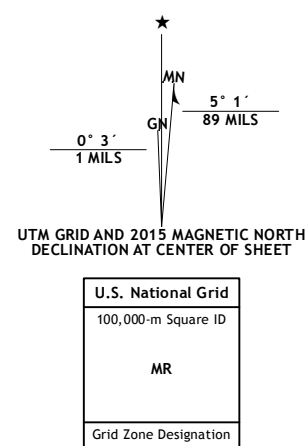 ★
MN
GN
5° 1´
89 MILS
0° 3´
1 MILS
UTM GRID AND 2015 MAGNETIC NORTH
DECLINATION AT CENTER OF SHEET
U.S. National Grid
100,000-m Square ID
MR
Grid Zone Designation